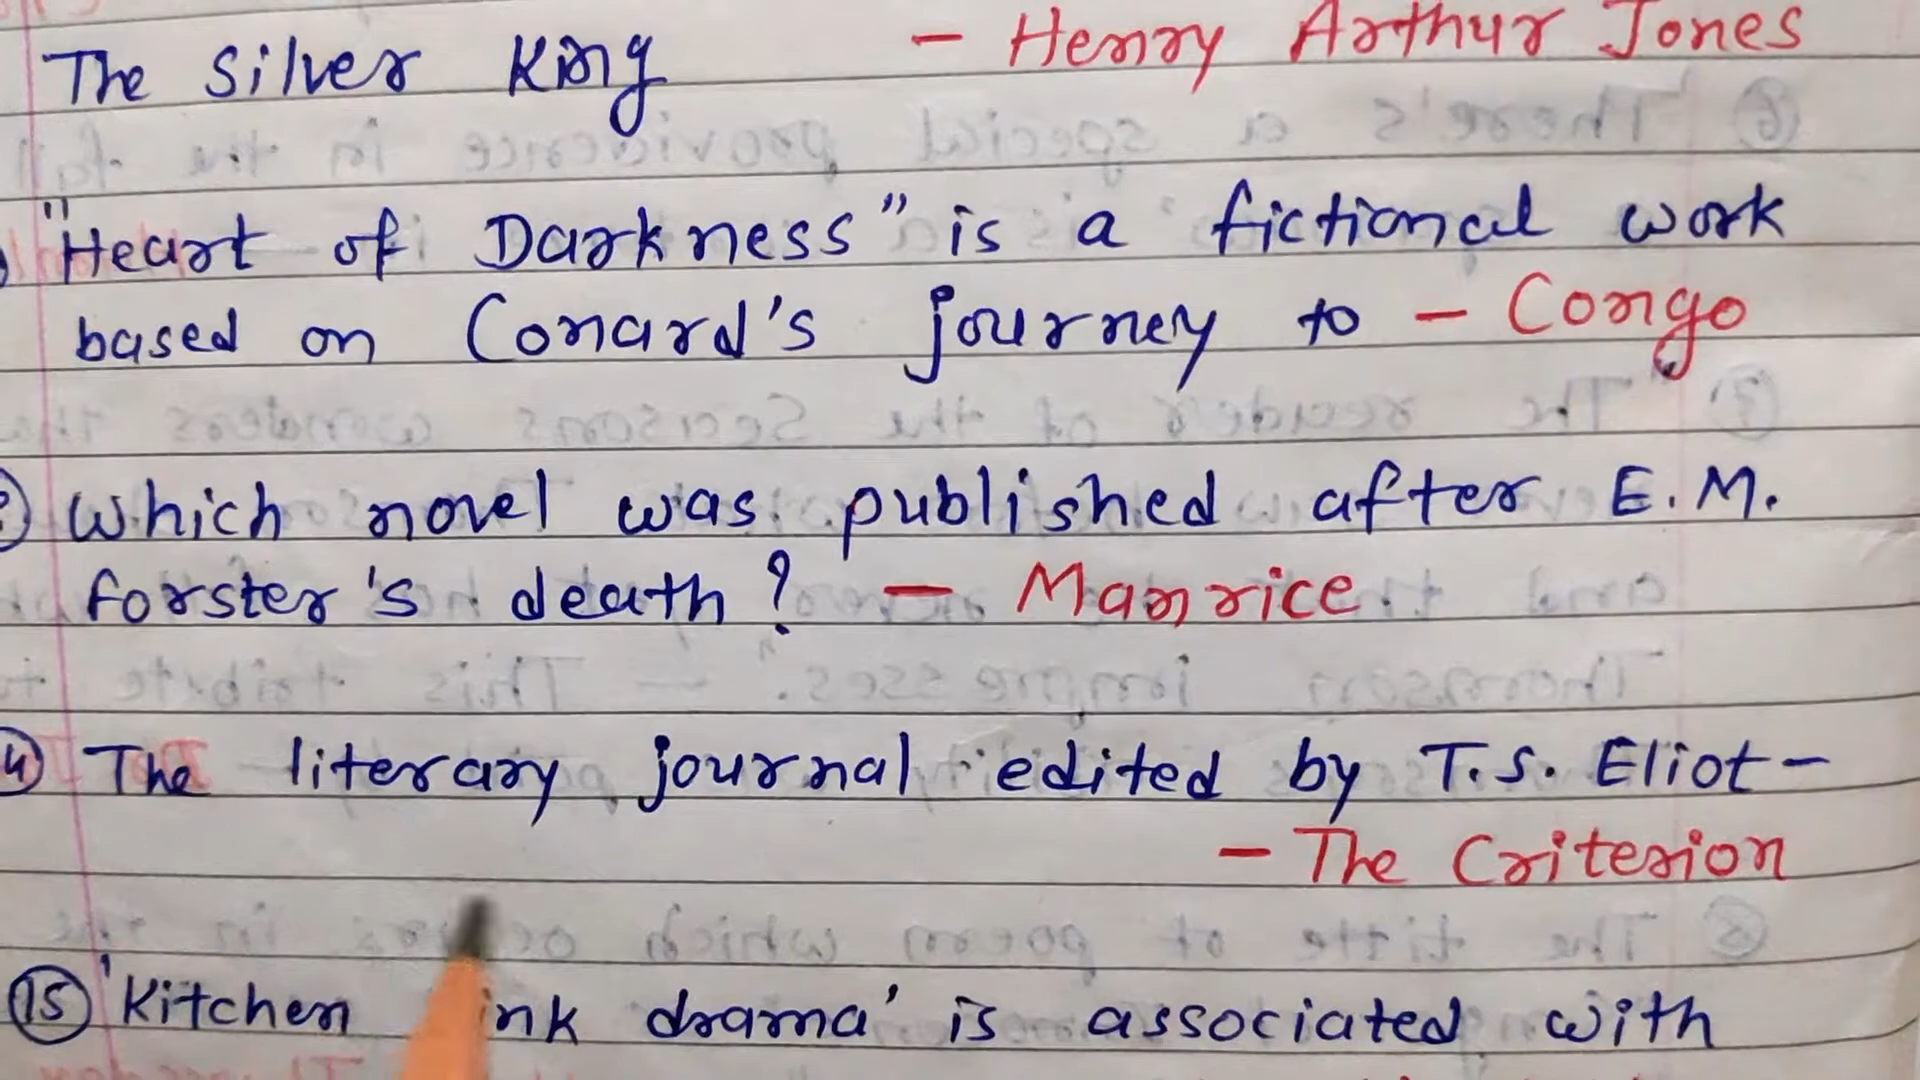 The Silver King - Henry Arthur Jones
"Heart of Darkness" is a fictional work
based on Conard's journey to - Congo
Which novel was published after E.M.
Forster's death? - Maurice
The literary journal edited by T.S. Eliot-
- The Criterion
15 'Kitchen ink drama' is associated with